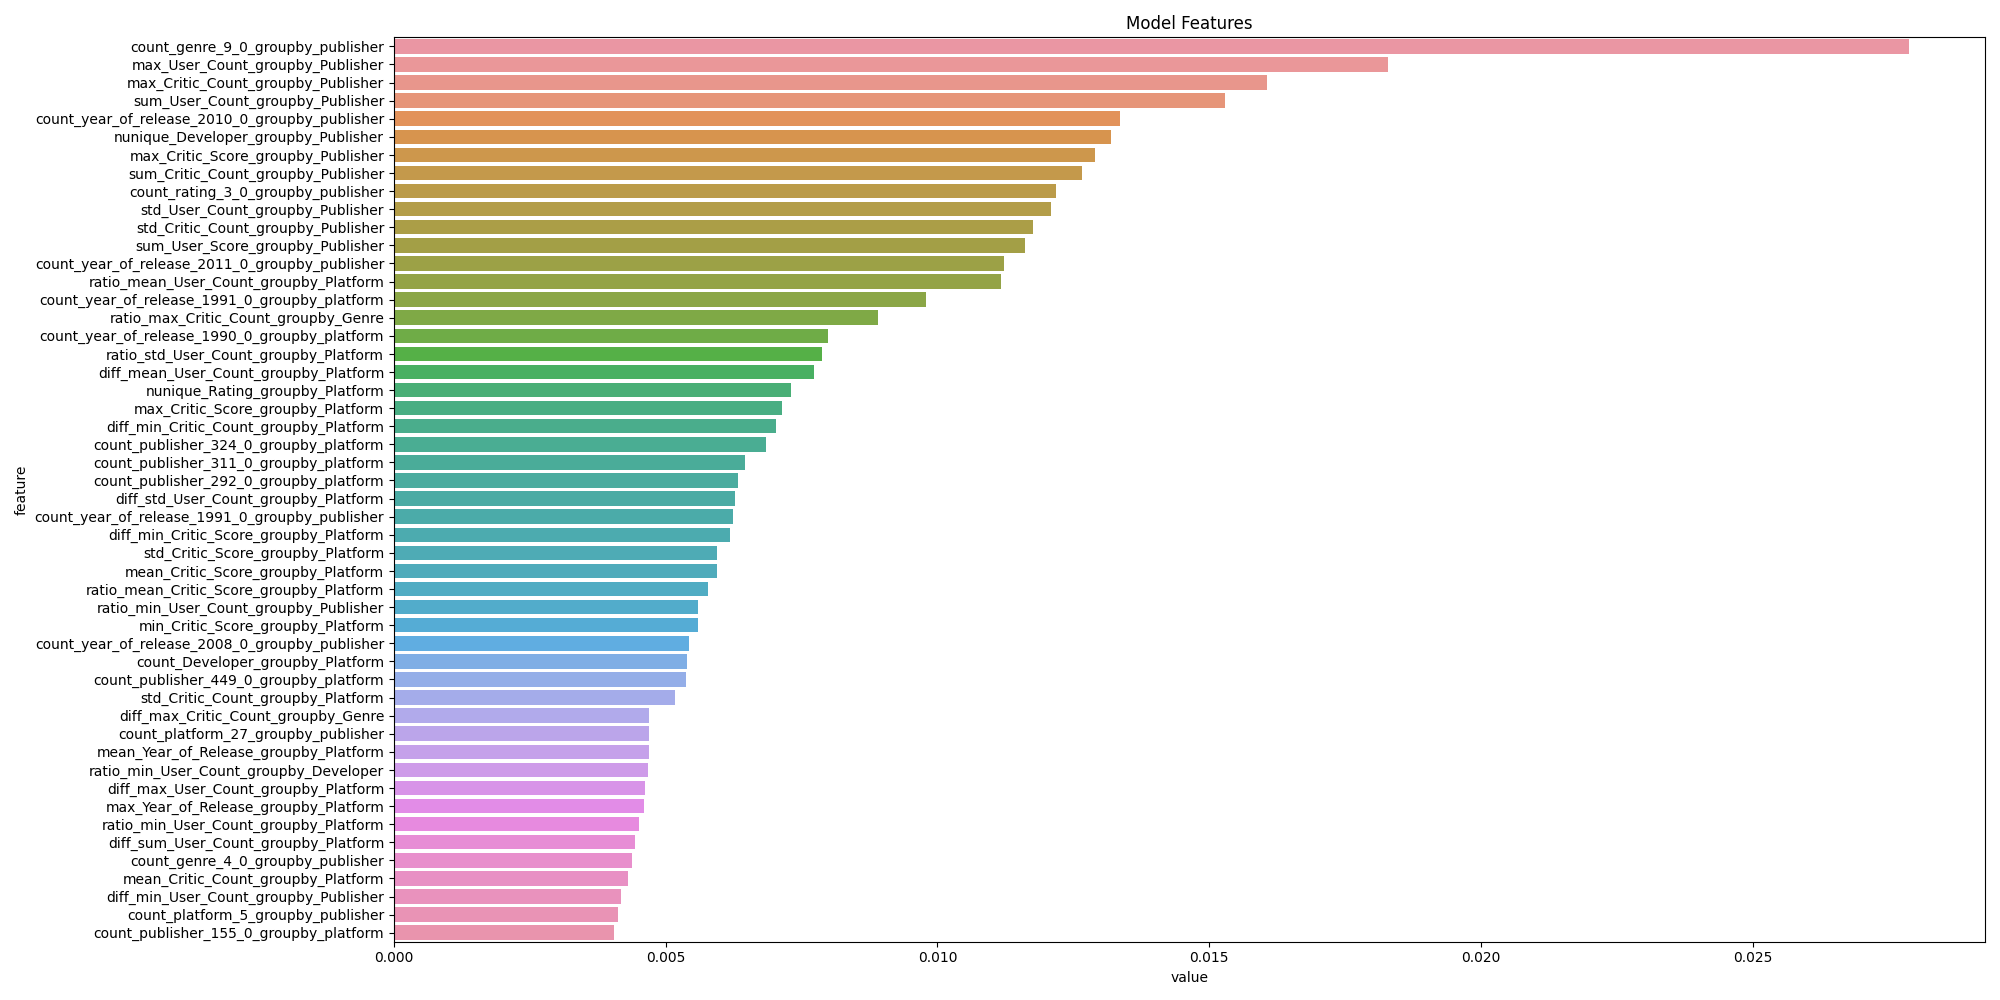 Model Features
count_genre_9_0_groupby_publisher
max_User_Count_groupby_Publisher
max_Critic_Count_groupby_Publisher
sum_User_Count_groupby_Publisher
count_year_of_release_2010_0_groupby_publisher
nunique_Developer_groupby_Publisher
max_Critic_Score_groupby_Publisher
sum_Critic_Count_groupby_Publisher
count_rating_3_0_groupby_publisher
std_User_Count_groupby_Publisher
std_Critic_Count_groupby_Publisher
sum_User_Score_groupby_Publisher
count_year_of_release_2011_0_groupby_publisher
ratio_mean_User_Count_groupby_Platform
count_year_of_release_1991_0_groupby_platform
ratio_max_Critic_Count_groupby_Genre
count_year_of_release_1990_0_groupby_platform
ratio_std_User_Count_groupby_Platform
diff_mean_User_Count_groupby_Platform
nunique_Rating_groupby_Platform
max_Critic_Score_groupby_Platform
diff_min_Critic_Count_groupby_Platform
count_publisher_324_0_groupby_platform
count_publisher_311_0_groupby_platform
count_publisher_292_0_groupby_platform
diff_std_User_Count_groupby_Platform
count_year_of_release_1991_0_groupby_publisher
diff_min_Critic_Score_groupby_Platform
std_Critic_Score_groupby_Platform
mean_Critic_Score_groupby_Platform
ratio_mean_Critic_Score_groupby_Platform
ratio_min_User_Count_groupby_Publisher
min_Critic_Score_groupby_Platform
count_year_of_release_2008_0_groupby_publisher
count_Developer_groupby_Platform
count_publisher_449_0_groupby_platform
std_Critic_Count_groupby_Platform
diff_max_Critic_Count_groupby_Genre
count_platform_27_groupby_publisher
mean_Year_of_Release_groupby_Platform
ratio_min_User_Count_groupby_Developer
diff_max_User_Count_groupby_Platform
max_Year_of_Release_groupby_Platform
ratio_min_User_Count_groupby_Platform
diff_sum_User_Count_groupby_Platform
count_genre_4_0_groupby_publisher
mean_Critic_Count_groupby_Platform
diff_min_User_Count_groupby_Publisher
count_platform_5_groupby_publisher
count_publisher_155_0_groupby_platform
feature
0.000 0.005 0.010 0.015 0.020 0.025
value